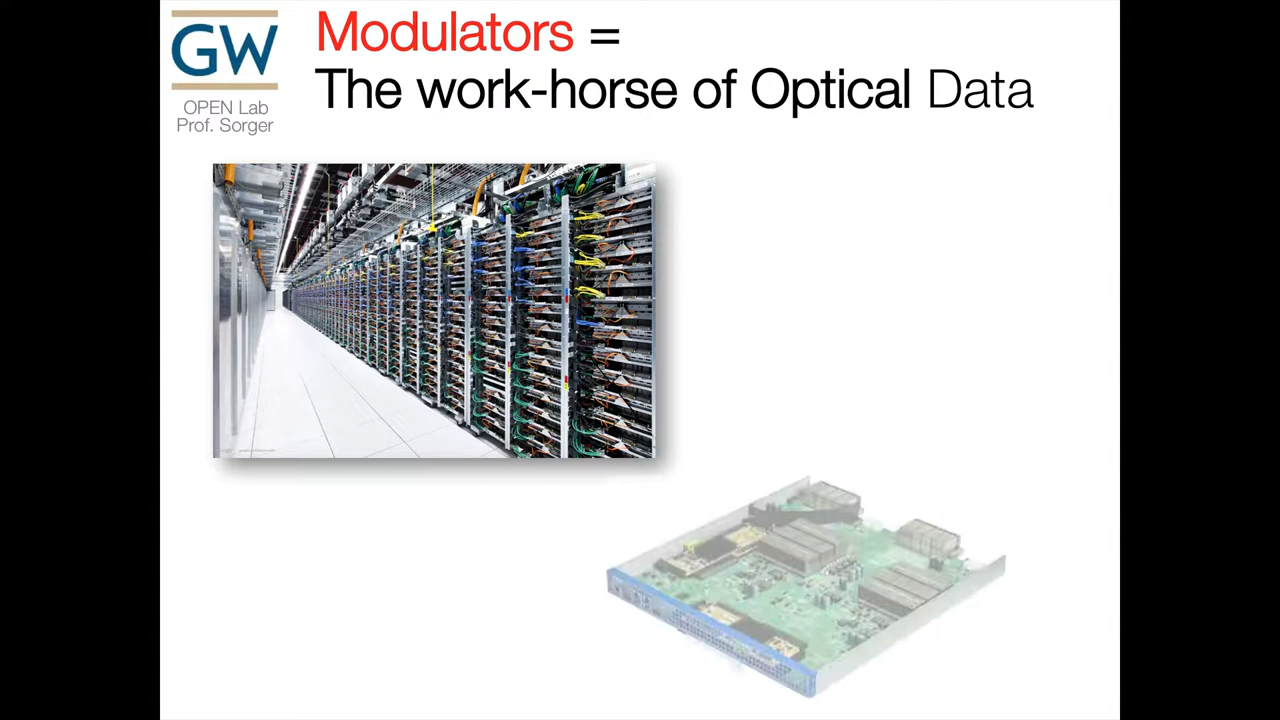 GW
OPEN Lab
Prof. Sorger
Modulators =
The work-horse of Optical Data